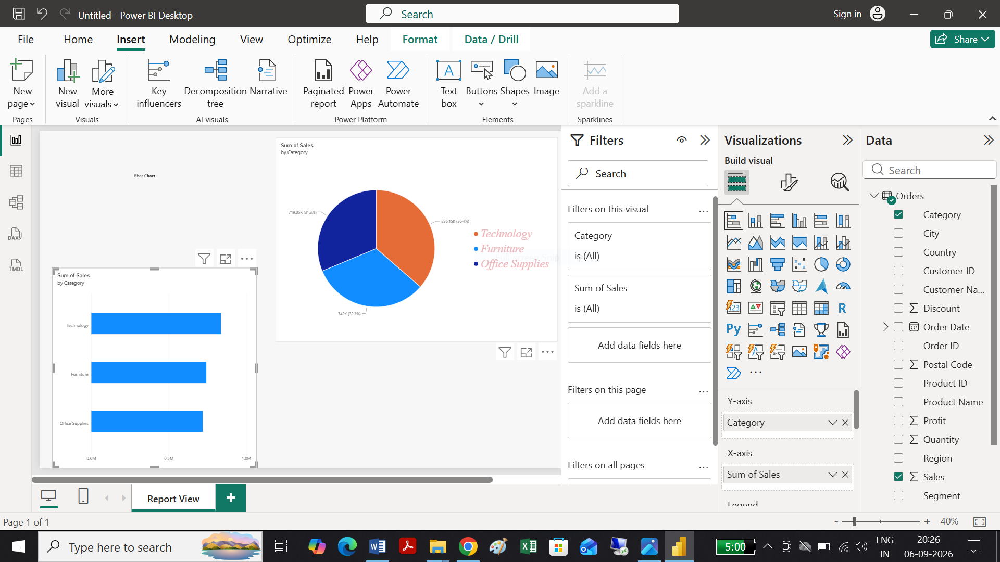 Untitled - Power BI Desktop
Search
Sign in
File
Home
Insert
Modeling
View
Optimize
Help
Format
Data / Drill
Share
New page
New visual
More visuals
Key influencers
Decomposition tree
Narrative
Paginated report
Power Apps
Power Automate
Text box
Buttons
Shapes
Image
Add a sparkline
Pages
Visuals
AI visuals
Power Platform
Elements
Sparklines
DAX
TMDL
Bbar Chart
Sum of Sales
by Category
719.05K (31.3%)
836.15K (36.4%)
742K (32.3%)
Technology
Furniture
Office Supplies
Sum of Sales
by Category
Technology
Furniture
Office Supplies
0.0M
0.5M
1.0M
Filters
Search
Filters on this visual
Category
is (All)
Sum of Sales
is (All)
Add data fields here
Filters on this page
Add data fields here
Filters on all pages
Visualizations
Build visual
123
R
Py
Y-axis
Category
X-axis
Sum of Sales
Legend
Data
Search
Orders
Category
City
Country
Customer ID
Customer Na...
Discount
Order Date
Order ID
Postal Code
Product ID
Product Name
Profit
Quantity
Region
Sales
Segment
Report View
Page 1 of 1
40%
Type here to search
5:00
ENG
IN
20:26
06-09-2026